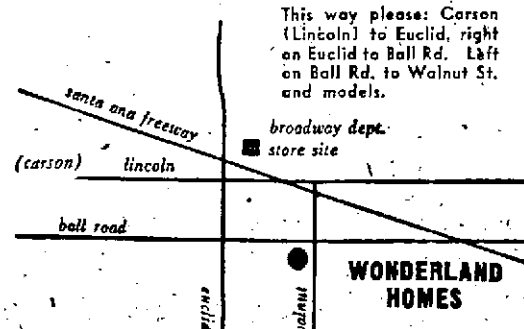 This way please: Carson
(Lincoln) to Euclid, right
on Euclid to Ball Rd. Left
on Ball Rd. to Walnut St.
and models.
santa ana freeway
broadway dept.
store site
(carson) lincoln
ball road
WONDERLAND
HOMES
euclid
walnut